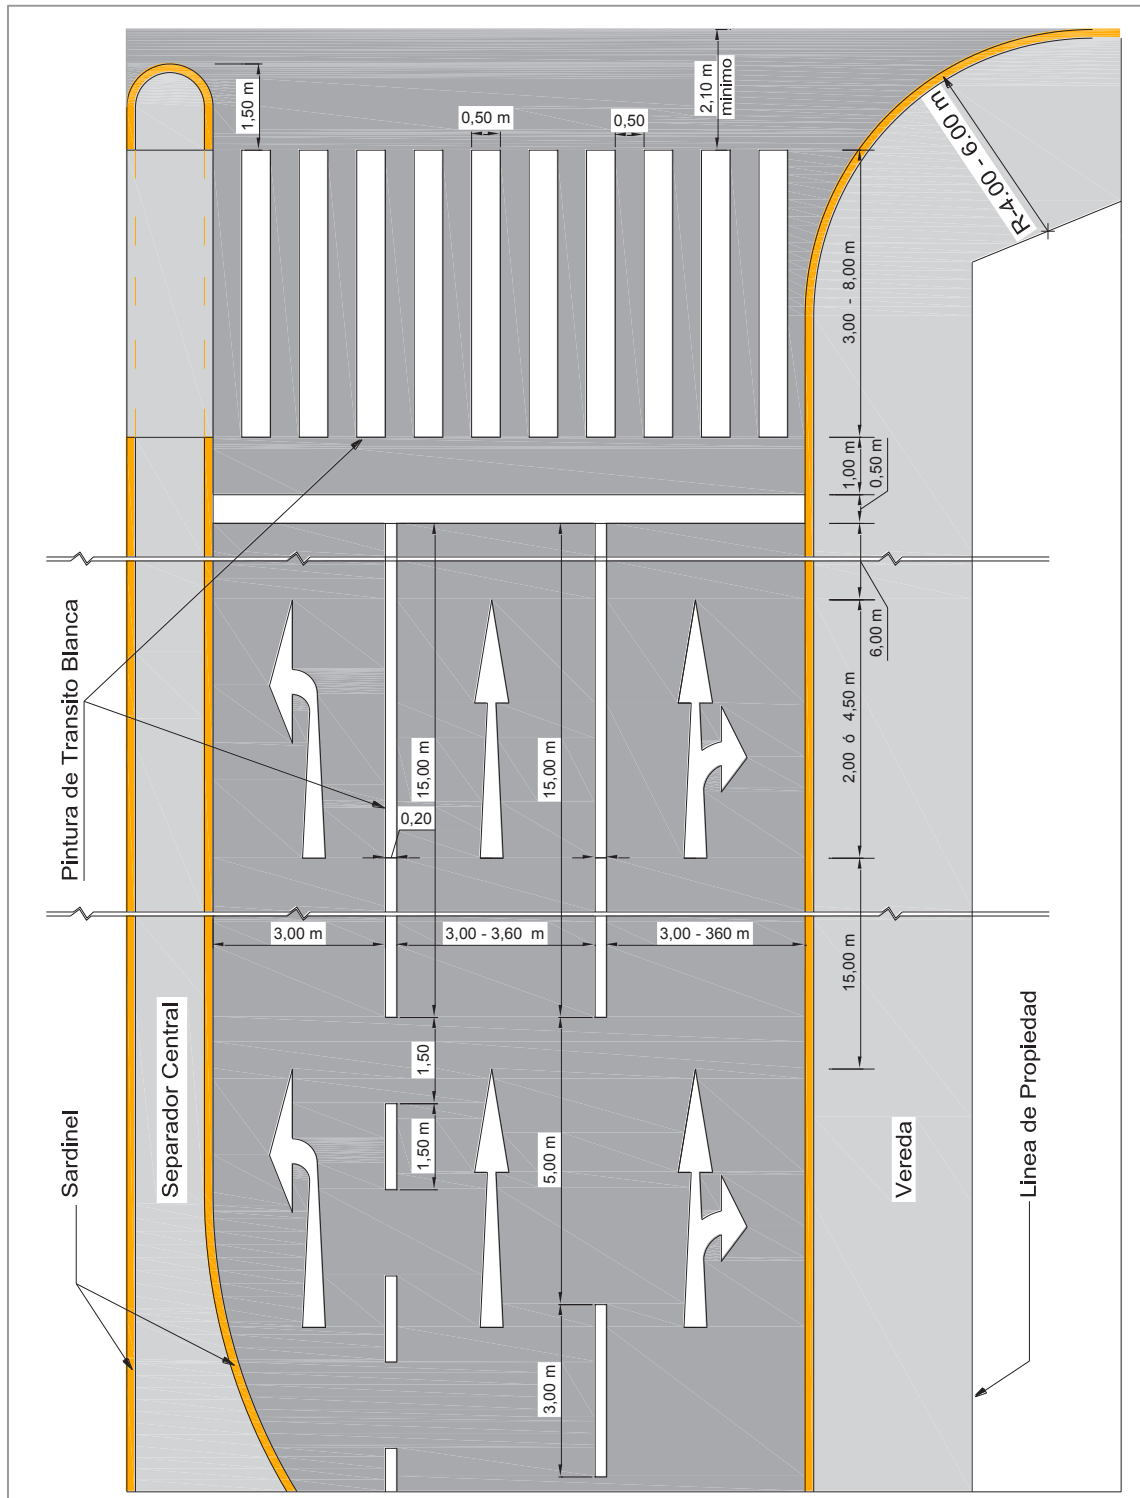 2,10 m
minimo
1,50 m
0,50 m
0,50
R-4.00 - 6.00 m
3,00 - 8,00 m
1,00 m
0,50 m
Pintura de Transito Blanca
6,00 m
2,00 ó 4,50 m
15,00 m
15,00 m
0,20
3,00 m
3,00 - 3,60 m
3,00 - 360 m
15,00 m
Sardinel
Separador Central
1,50
1,50 m
5,00 m
3,00 m
Vereda
Linea de Propiedad